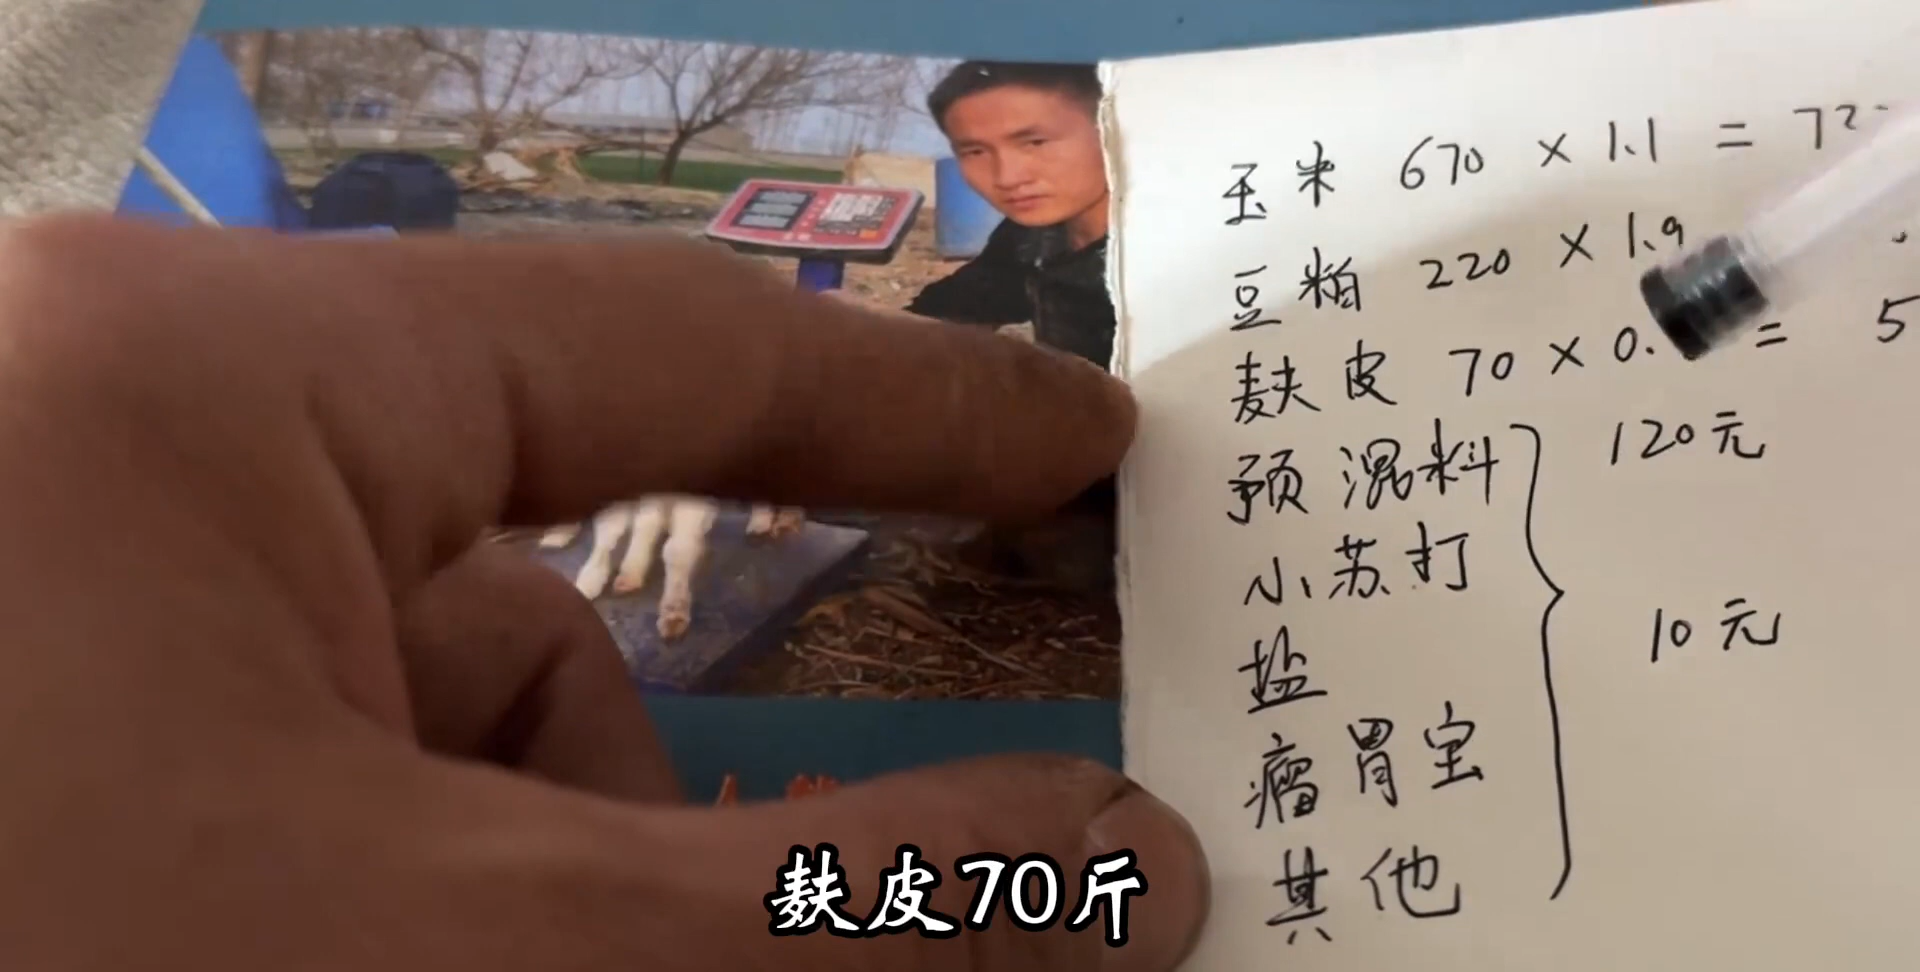 玉米 670 × 1.1 = 7
豆粕 220 × 1.9
麸皮 70 × 0. = 5
预混料 120元
小苏打
盐 10元
瘤胃宝
其他
麸皮70斤